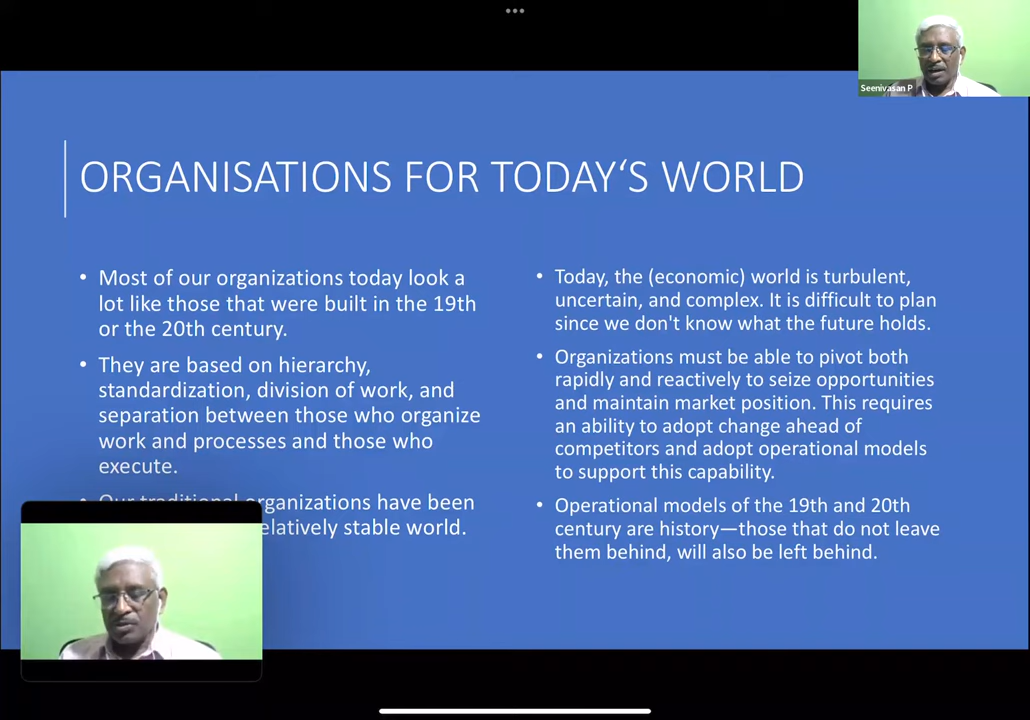 Seenivasan P
ORGANISATIONS FOR TODAY‘S WORLD
• Most of our organizations today look a
lot like those that were built in the 19th
or the 20th century.
• They are based on hierarchy,
standardization, division of work, and
separation between those who organize
work and processes and those who
execute.
• Our traditional organizations have been
relatively stable world.
• Today, the (economic) world is turbulent,
uncertain, and complex. It is difficult to plan
since we don't know what the future holds.
• Organizations must be able to pivot both
rapidly and reactively to seize opportunities
and maintain market position. This requires
an ability to adopt change ahead of
competitors and adopt operational models
to support this capability.
• Operational models of the 19th and 20th
century are history—those that do not leave
them behind, will also be left behind.